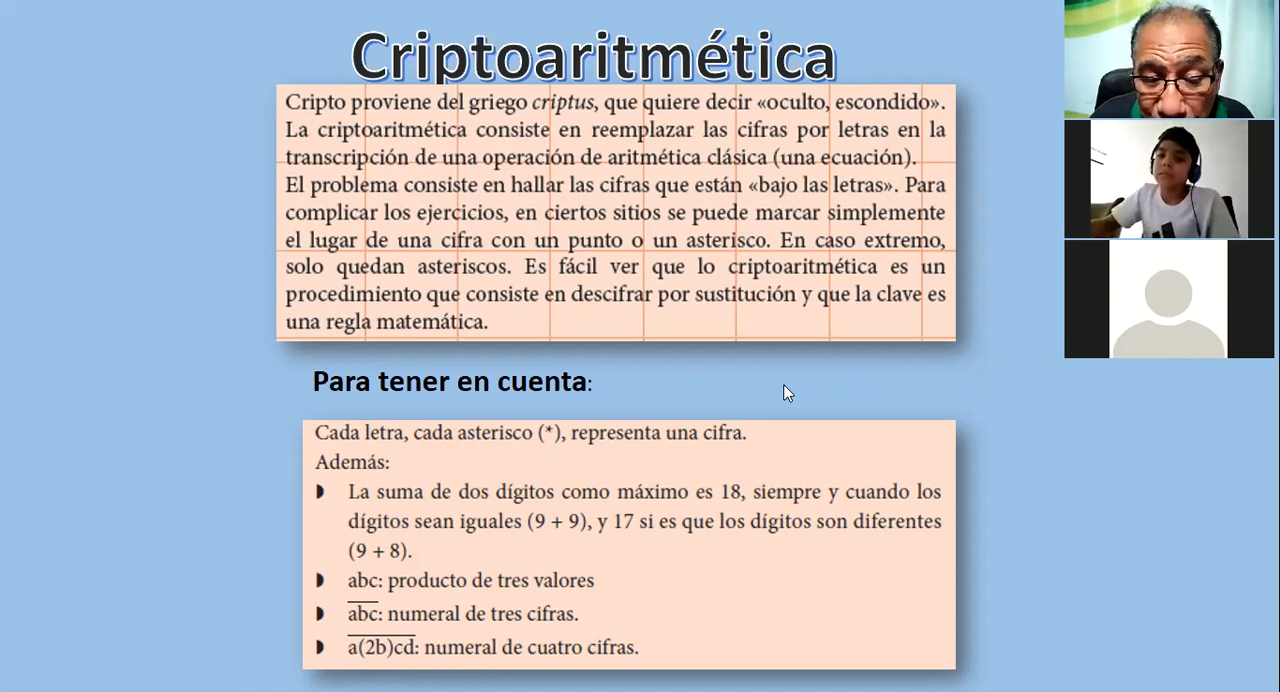 Criptoaritmética
Cripto proviene del griego criptus, que quiere decir «oculto, escondido».
La criptoaritmética consiste en reemplazar las cifras por letras en la
transcripción de una operación de aritmética clásica (una ecuación).
El problema consiste en hallar las cifras que están «bajo las letras». Para
complicar los ejercicios, en ciertos sitios se puede marcar simplemente
el lugar de una cifra con un punto o un asterisco. En caso extremo,
solo quedan asteriscos. Es fácil ver que lo criptoaritmética es un
procedimiento que consiste en descifrar por sustitución y que la clave es
una regla matemática.
Para tener en cuenta:
Cada letra, cada asterisco (*), representa una cifra.
Además:
◗ La suma de dos dígitos como máximo es 18, siempre y cuando los
dígitos sean iguales (9 + 9), y 17 si es que los dígitos son diferentes
(9 + 8).
◗ abc: producto de tres valores
◗ a̅b̅c̅: numeral de tres cifras.
◗ a̅(̅2̅b̅)̅c̅d̅: numeral de cuatro cifras.